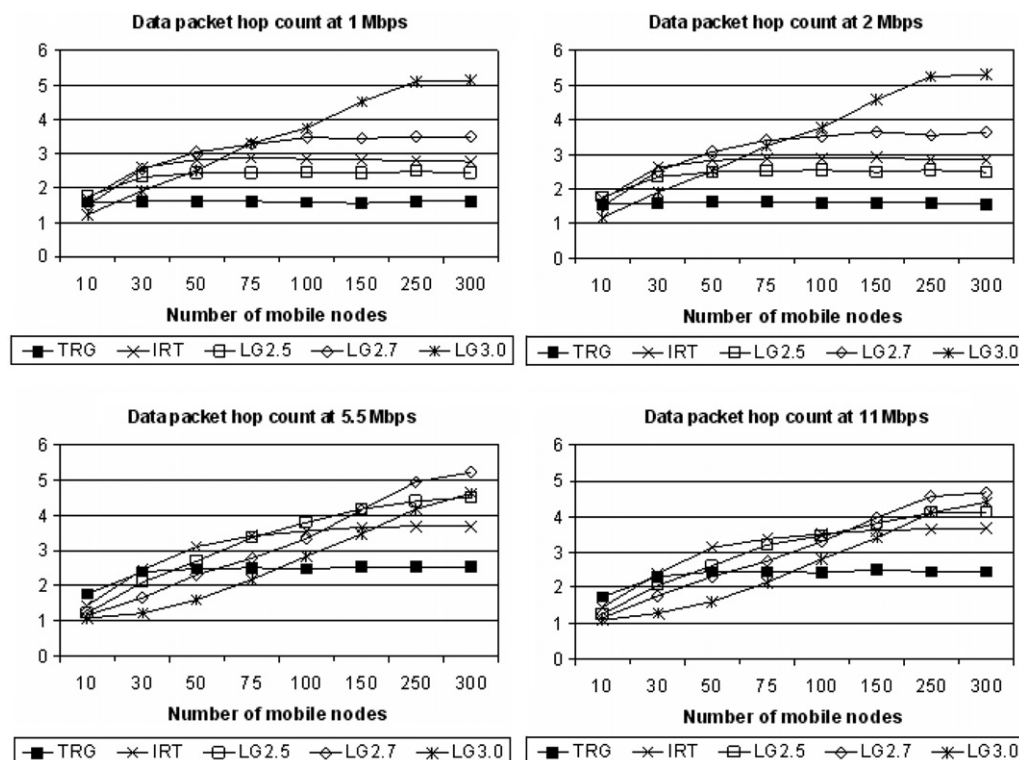 Data packet hop count at 1 Mbps
6
5
4
3
2
1
0
10 30 50 75 100 150 250 300
Number of mobile nodes
TRG IRT LG2.5 LG2.7 LG3.0
Data packet hop count at 2 Mbps
6
5
4
3
2
1
0
10 30 50 75 100 150 250 300
Number of mobile nodes
TRG IRT LG2.5 LG2.7 LG3.0
Data packet hop count at 5.5 Mbps
6
5
4
3
2
1
0
10 30 50 75 100 150 250 300
Number of mobile nodes
TRG IRT LG2.5 LG2.7 LG3.0
Data packet hop count at 11 Mbps
6
5
4
3
2
1
0
10 30 50 75 100 150 250 300
Number of mobile nodes
TRG IRT LG2.5 LG2.7 LG3.0